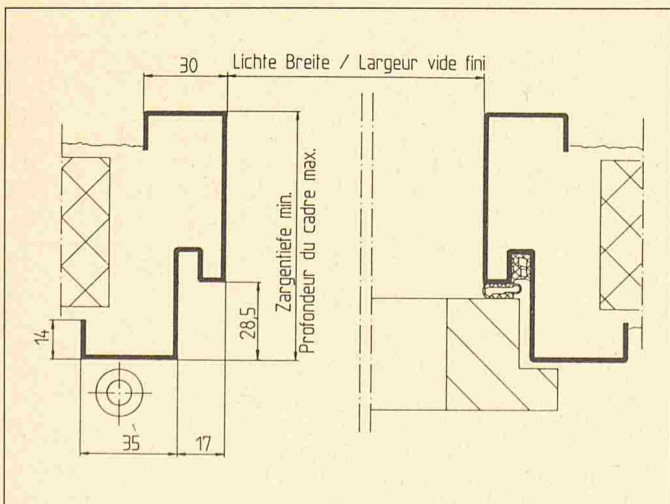 30
Lichte Breite / Largeur vide fini
Zargentiefe min.
Profondeur du cadre max.
28,5
14
35
17